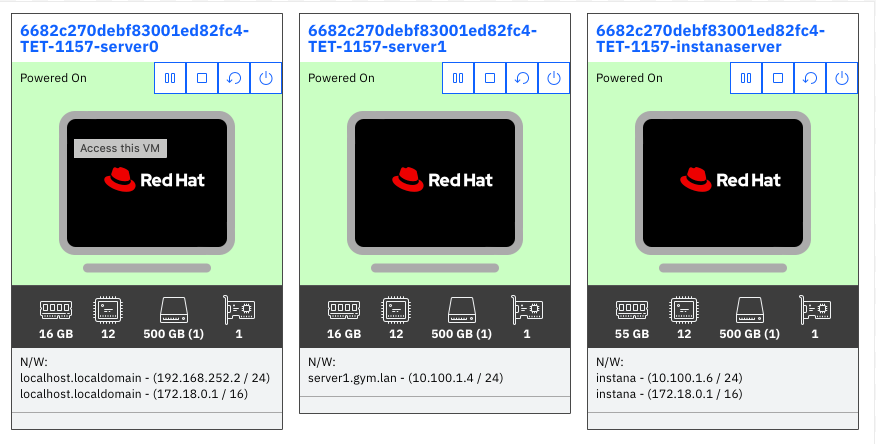 6682c270debf83001ed82fc4-
TET-1157-server0
Powered On
Access this VM
Red Hat
16 GB
12
500 GB (1)
1
N/W:
localhost.localdomain - (192.168.252.2 / 24)
localhost.localdomain - (172.18.0.1 / 16)
6682c270debf83001ed82fc4-
TET-1157-server1
Powered On
Red Hat
16 GB
12
500 GB (1)
1
N/W:
server1.gym.lan - (10.100.1.4 / 24)
6682c270debf83001ed82fc4-
TET-1157-instanaserver
Powered On
Red Hat
55 GB
12
500 GB (1)
1
N/W:
instana - (10.100.1.6 / 24)
instana - (172.18.0.1 / 16)